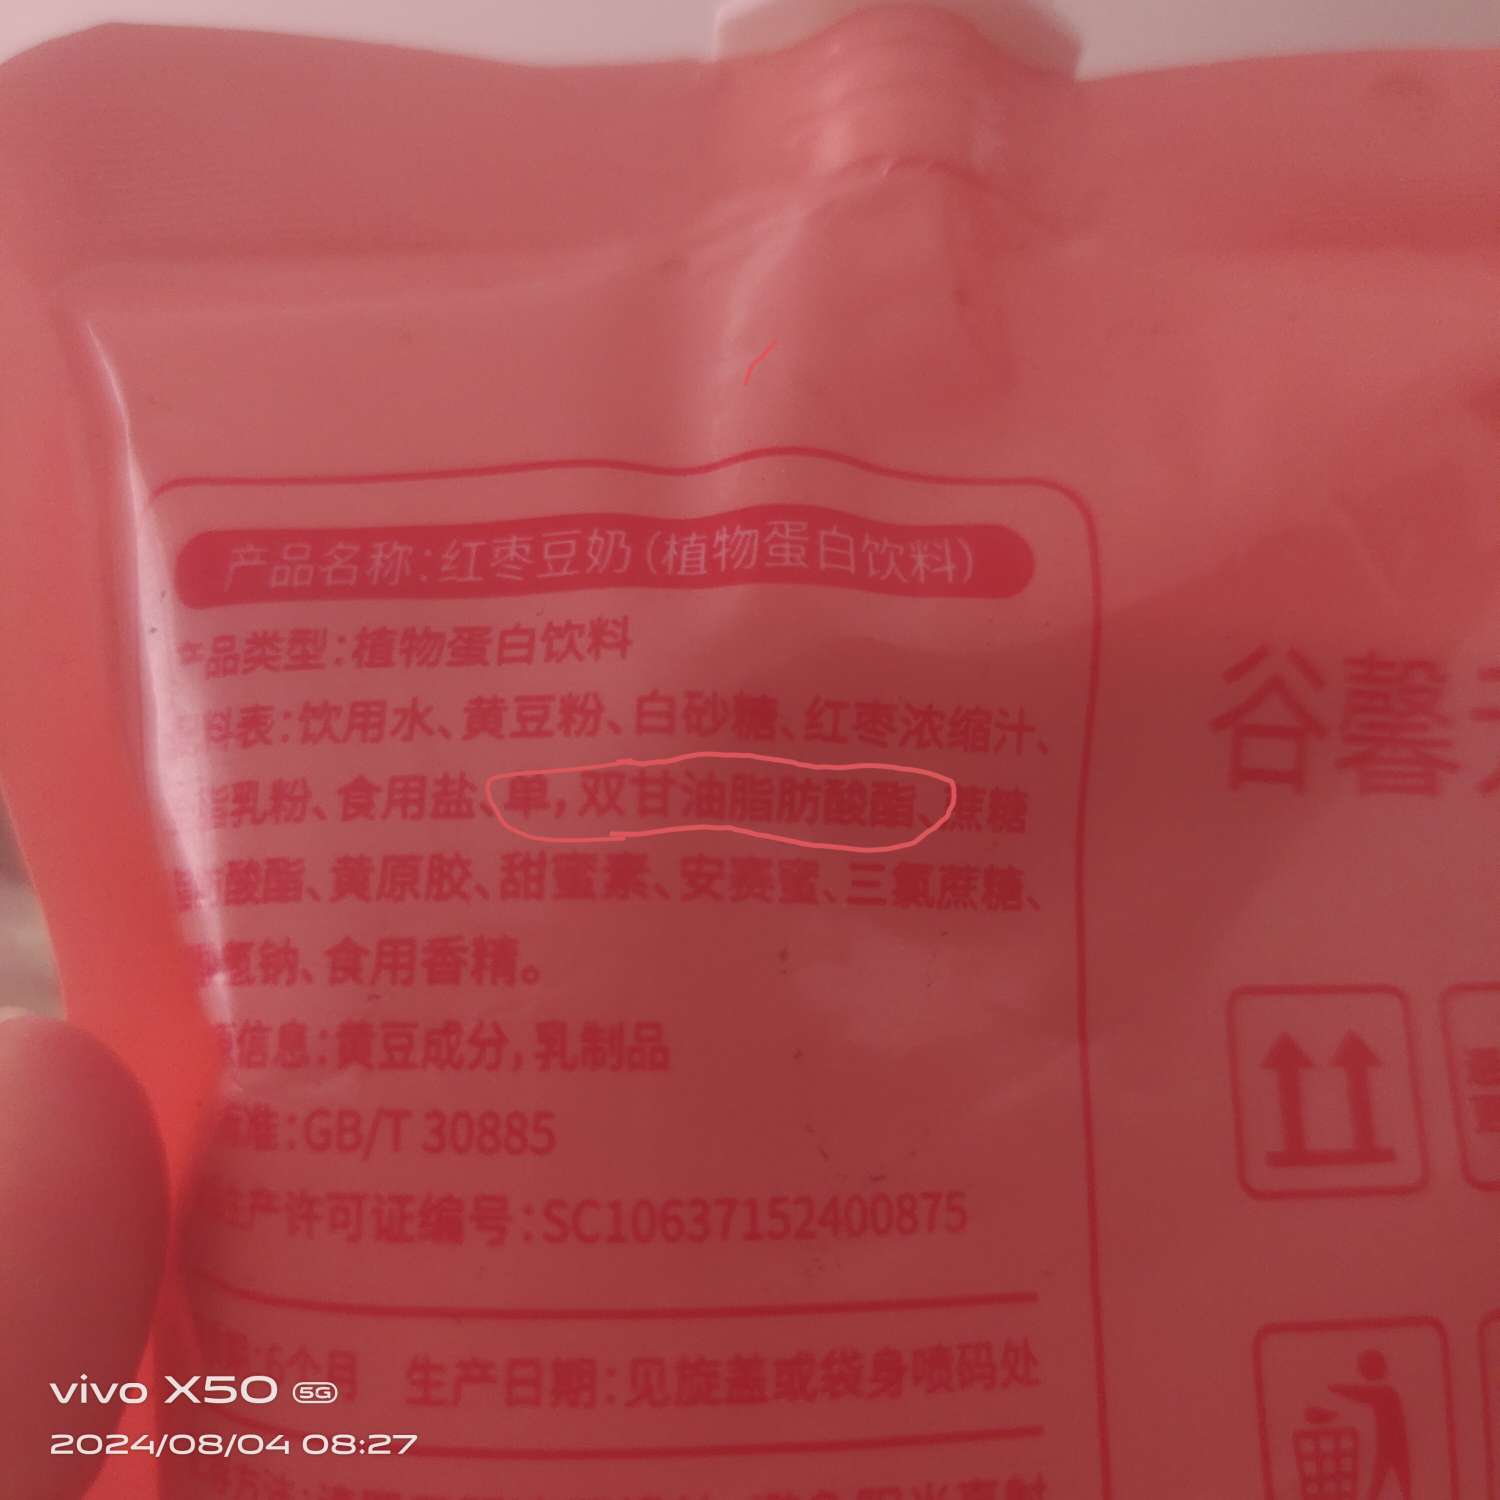 产品名称:红枣豆奶(植物蛋白饮料)
产品类型:植物蛋白饮料
料表:饮用水、黄豆粉、白砂糖、红枣浓缩汁、
脂乳粉、食用盐、单,双甘油脂肪酸酯、蔗糖
酸酯、黄原胶、甜蜜素、安赛蜜、三氯蔗糖、
氢钠、食用香精。
信息:黄豆成分,乳制品
标准:GB/T 30885
生产许可证编号:SC10637152400875
6个月 生产日期:见旋盖或袋身喷码处
方法:
谷馨
vivo X50 5G
2024/08/04 08:27